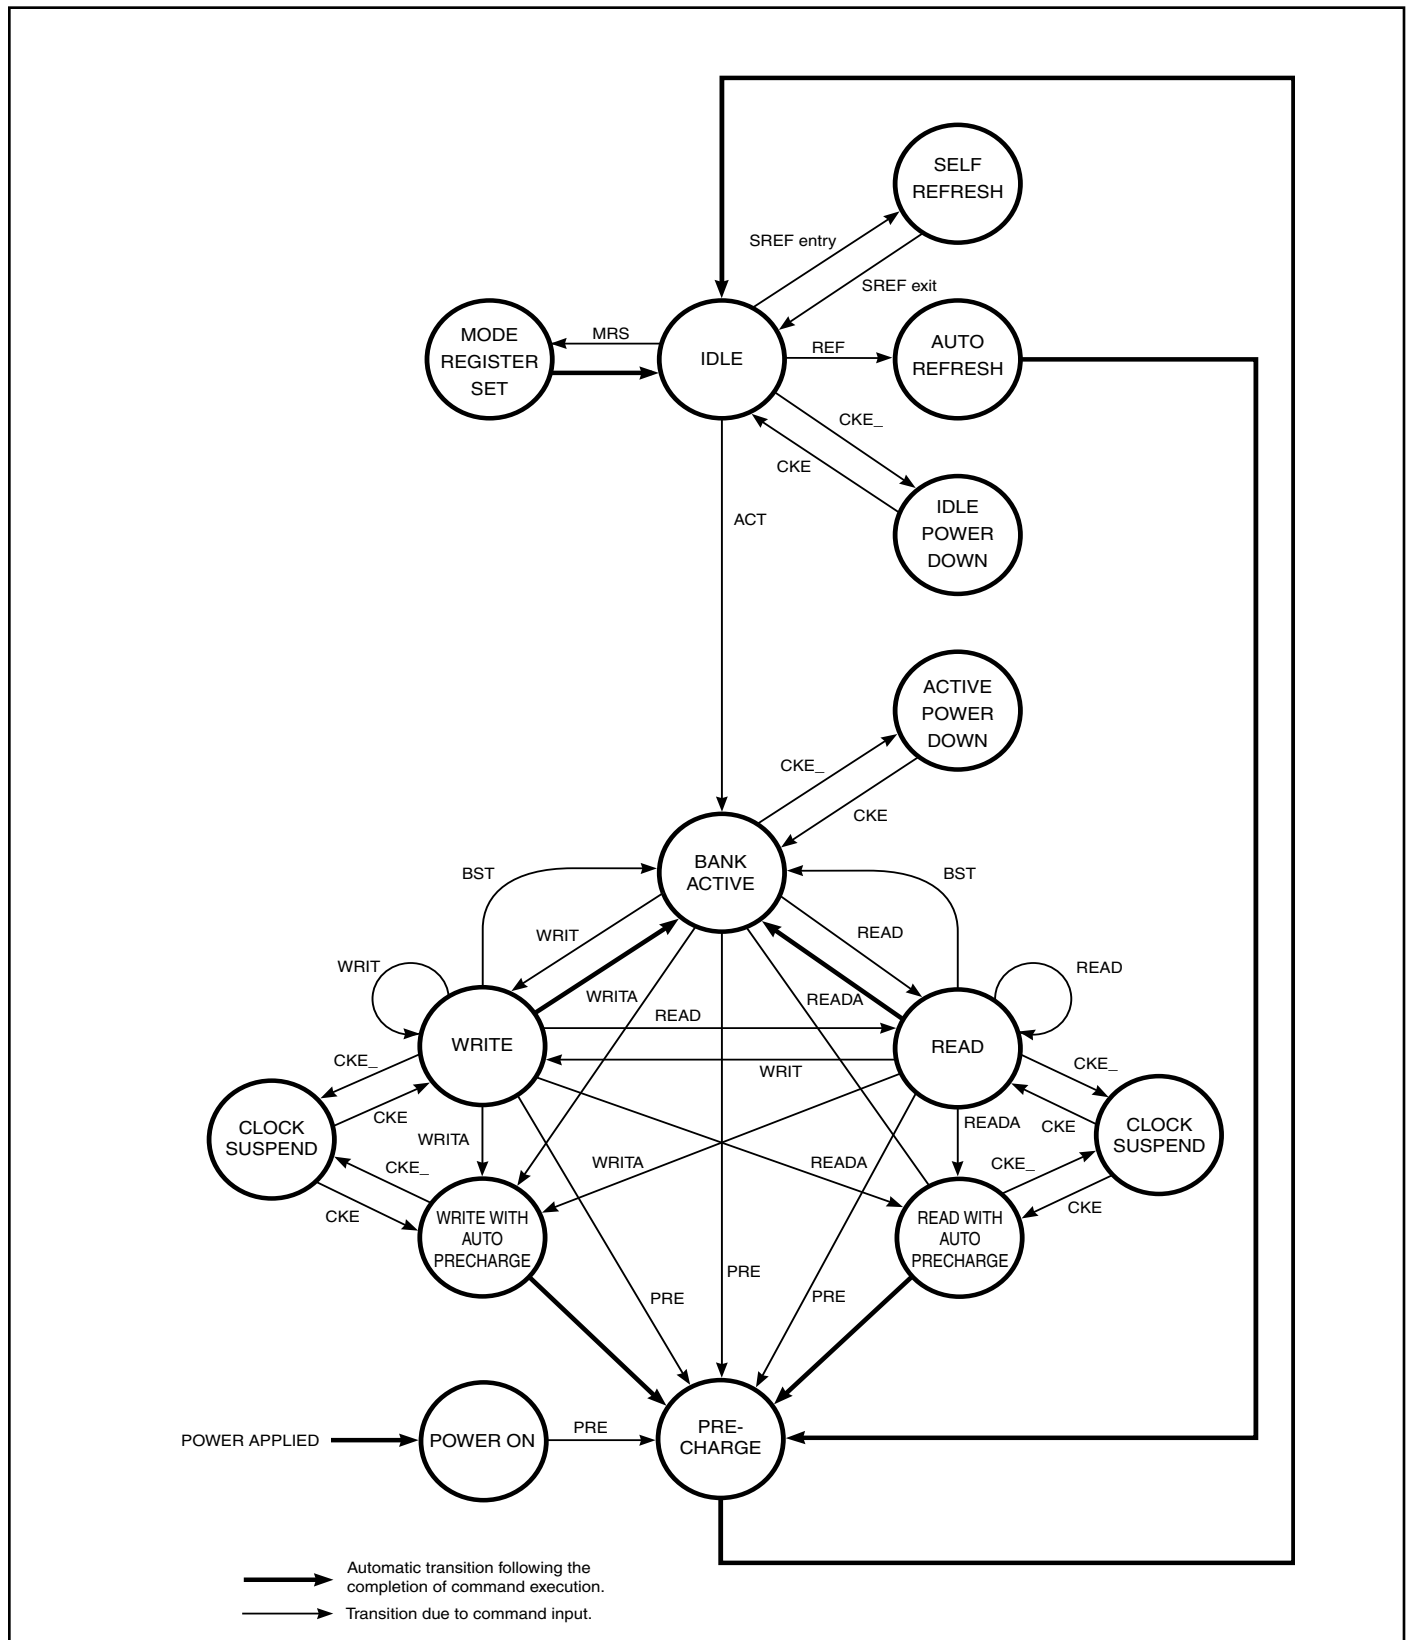 SELF
REFRESH
SREF entry
SREF exit
MODE
REGISTER
SET
MRS
IDLE
REF
AUTO
REFRESH
CKE_
CKE
IDLE
POWER
DOWN
ACT
ACTIVE
POWER
DOWN
CKE_
CKE
BANK
ACTIVE
BST
BST
WRIT
READ
WRIT
READ
WRITA
READA
READ
WRITE
READ
WRIT
CKE_
CKE_
CKE
CKE
CLOCK
SUSPEND
CLOCK
SUSPEND
WRITA
READA
CKE_
WRITA
READA
CKE_
CKE
CKE
WRITE WITH
AUTO
PRECHARGE
READ WITH
AUTO
PRECHARGE
PRE
PRE
PRE
POWER APPLIED
POWER ON
PRE
PRE-
CHARGE
Automatic transition following the
completion of command execution.
Transition due to command input.